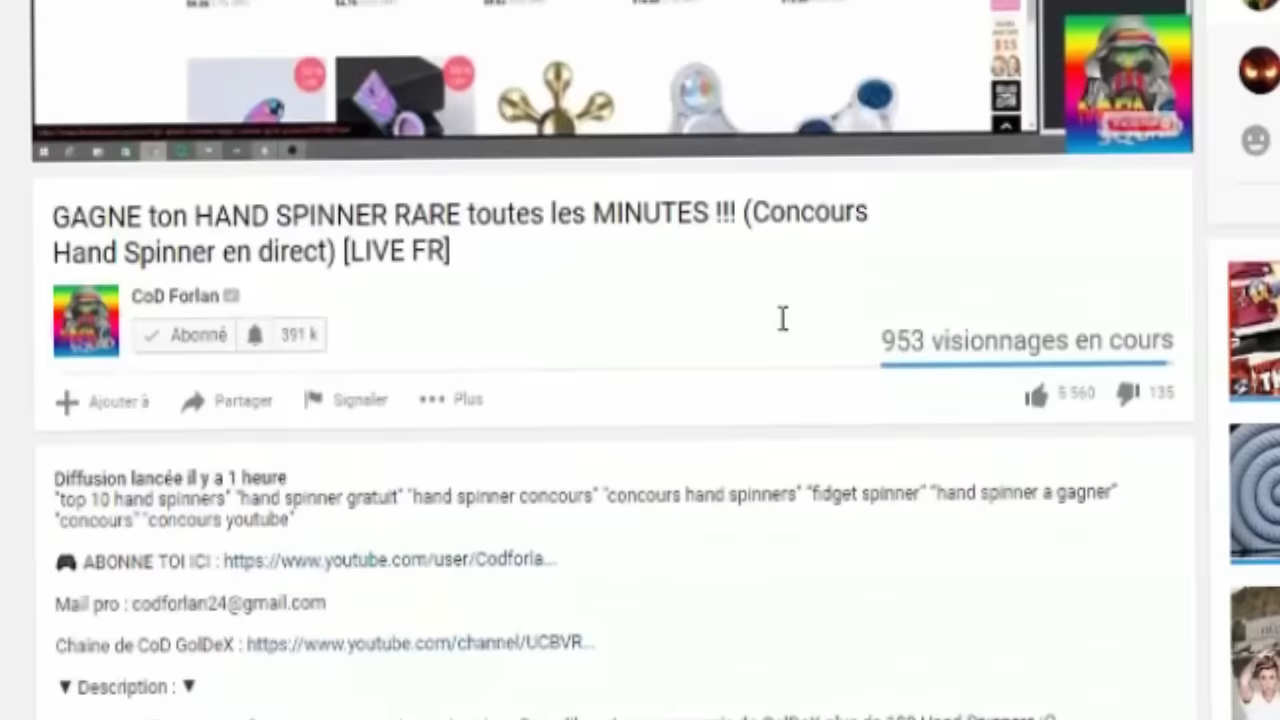 $15
GAGNE ton HAND SPINNER RARE toutes les MINUTES !!! (Concours
Hand Spinner en direct) [LIVE FR]
CoD Forlan
Abonné 391 k
953 visionnages en cours
Ajouter à Partager Signaler Plus 5 560 135
Diffusion lancée il y a 1 heure
"top 10 hand spinners" "hand spinner gratuit" "hand spinner concours" "concours hand spinners" "fidget spinner" "hand spinner a gagner"
"concours" "concours youtube"
ABONNE TOI ICI : https://www.youtube.com/user/Codforla...
Mail pro : codforlan24@gmail.com
Chaine de CoD GolDeX : https://www.youtube.com/channel/UCBVR...
▼ Description : ▼